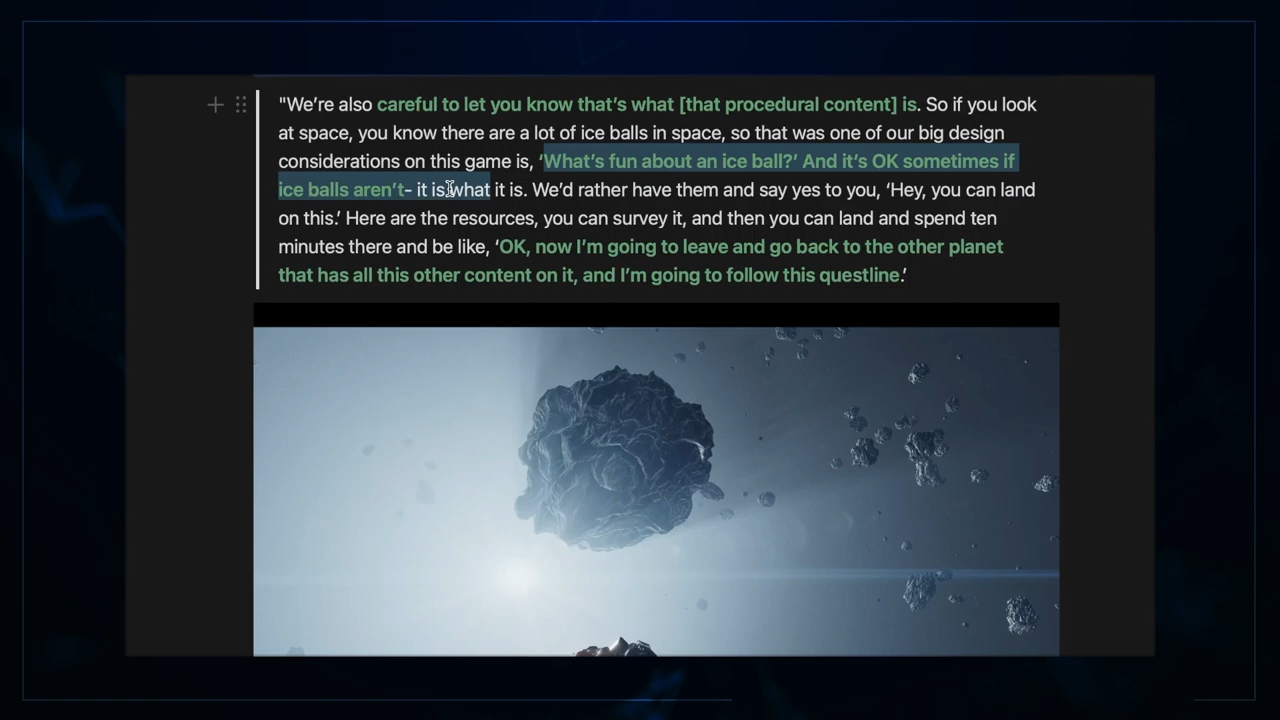 "We’re also careful to let you know that’s what [that procedural content] is. So if you look
at space, you know there are a lot of ice balls in space, so that was one of our big design
considerations on this game is, ‘What’s fun about an ice ball?’ And it’s OK sometimes if
ice balls aren’t- it is what it is. We’d rather have them and say yes to you, ‘Hey, you can land
on this.’ Here are the resources, you can survey it, and then you can land and spend ten
minutes there and be like, ‘OK, now I’m going to leave and go back to the other planet
that has all this other content on it, and I’m going to follow this questline.’